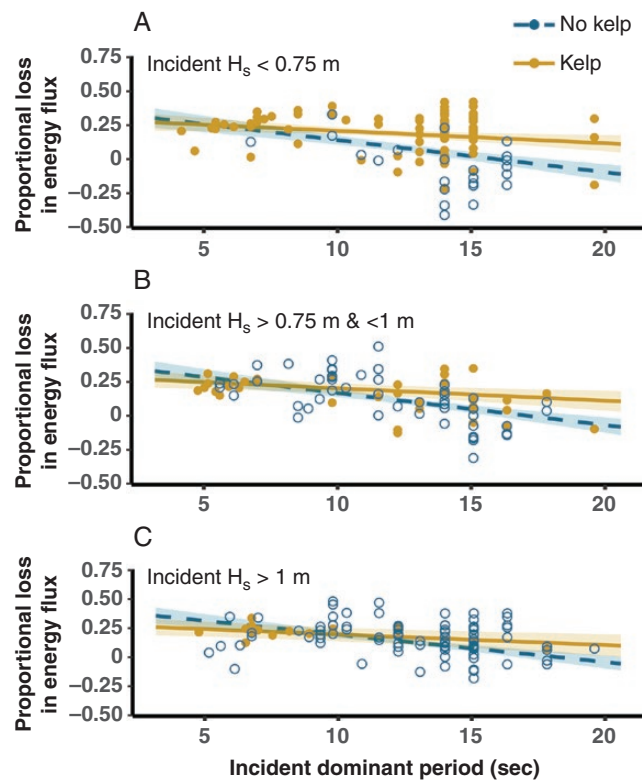 A
No kelp
Kelp
Incident Hs < 0.75 m
Proportional loss
in energy flux
0.75
0.50
0.25
0
−0.25
−0.50
5
10
15
20
B
Incident Hs > 0.75 m & <1 m
Proportional loss
in energy flux
0.75
0.50
0.25
0
−0.25
−0.50
5
10
15
20
C
Incident Hs > 1 m
Proportional loss
in energy flux
0.75
0.50
0.25
0
−0.25
−0.50
5
10
15
20
Incident dominant period (sec)